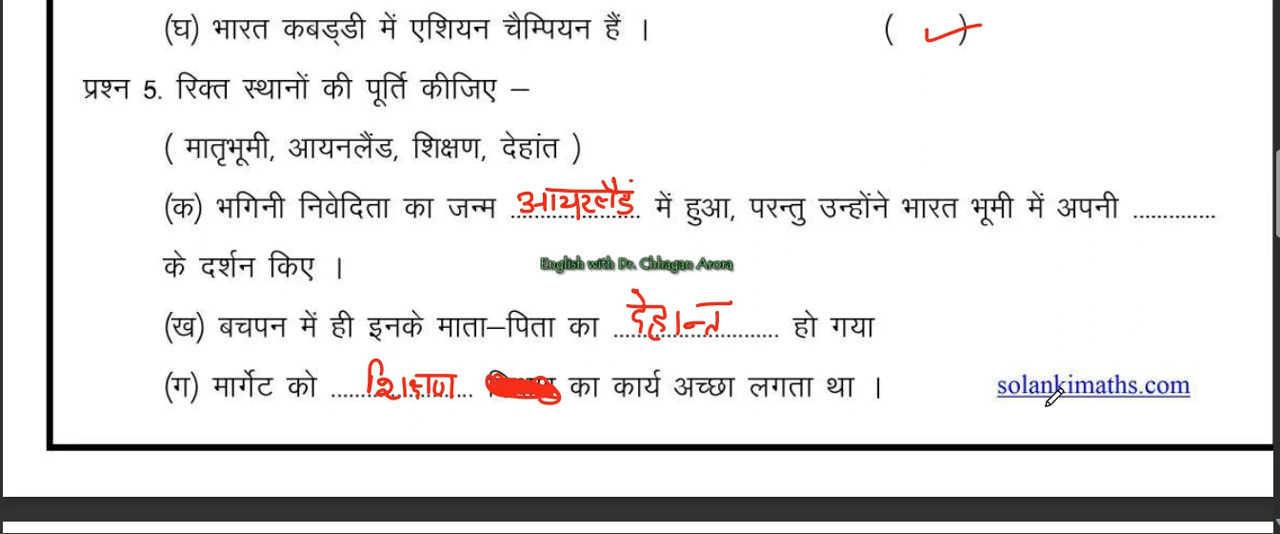 (घ) भारत कबड्डी में एशियन चैम्पियन हैं । ( ✓ )
प्रश्न 5. रिक्त स्थानों की पूर्ति कीजिए –
( मातृभूमी, आयनलैंड, शिक्षण, देहांत )
(क) भगिनी निवेदिता का जन्म आयरलैंड में हुआ, परन्तु उन्होंने भारत भूमी में अपनी ..............
के दर्शन किए ।
English with Dr. Chhagan Arora
(ख) बचपन में ही इनके माता–पिता का देहान्त हो गया
(ग) मार्गेट को शिक्षण का कार्य अच्छा लगता था । solankimaths.com